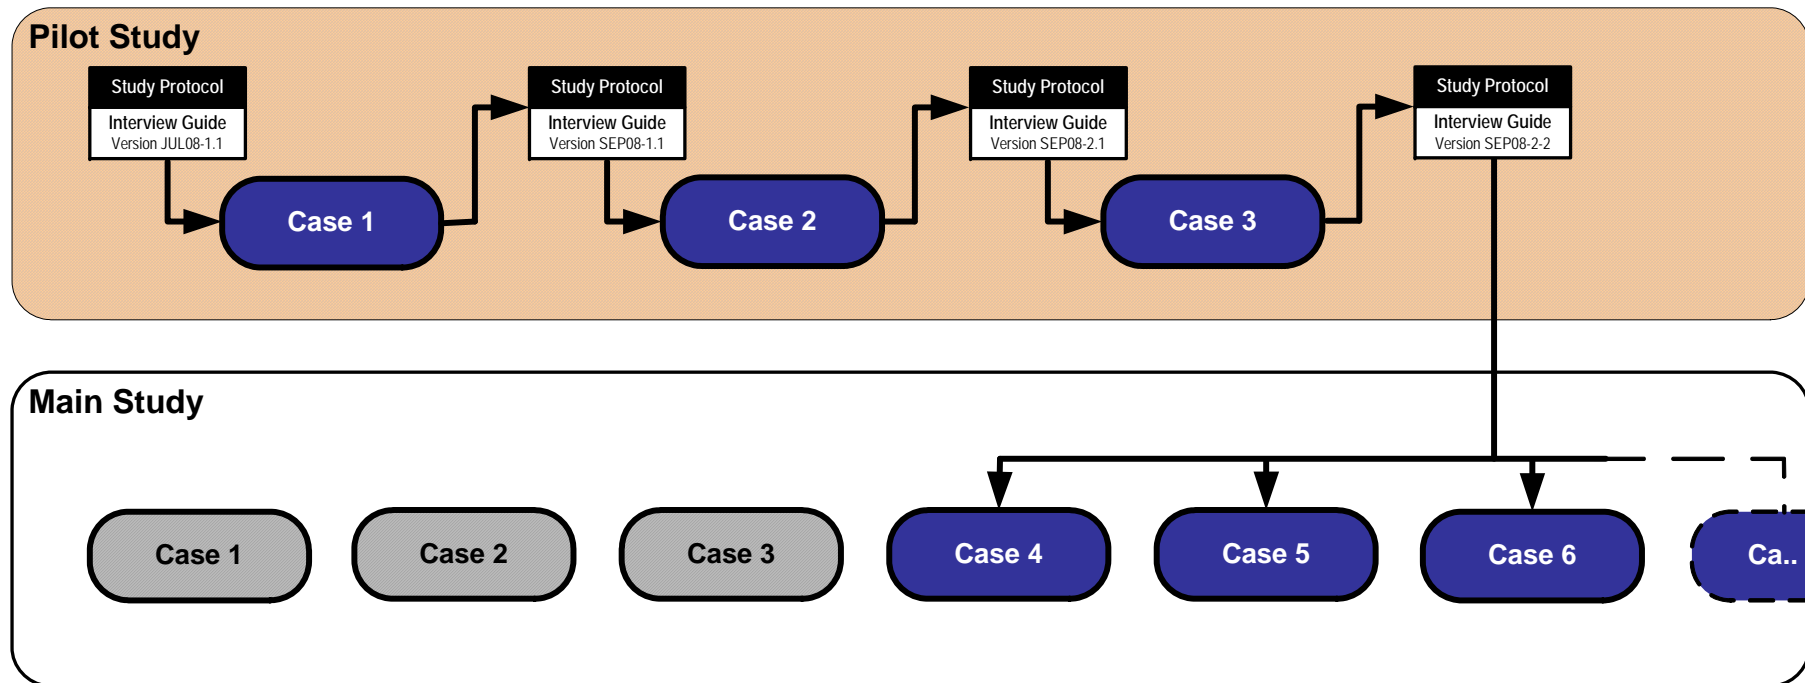 Pilot Study
Study Protocol
Interview Guide
Version JUL08-1.1
Study Protocol
Interview Guide
Version SEP08-1.1
Study Protocol
Interview Guide
Version SEP08-2.1
Study Protocol
Interview Guide
Version SEP08-2-2
Case 1
Case 2
Case 3
Main Study
Case 1
Case 2
Case 3
Case 4
Case 5
Case 6
Ca..